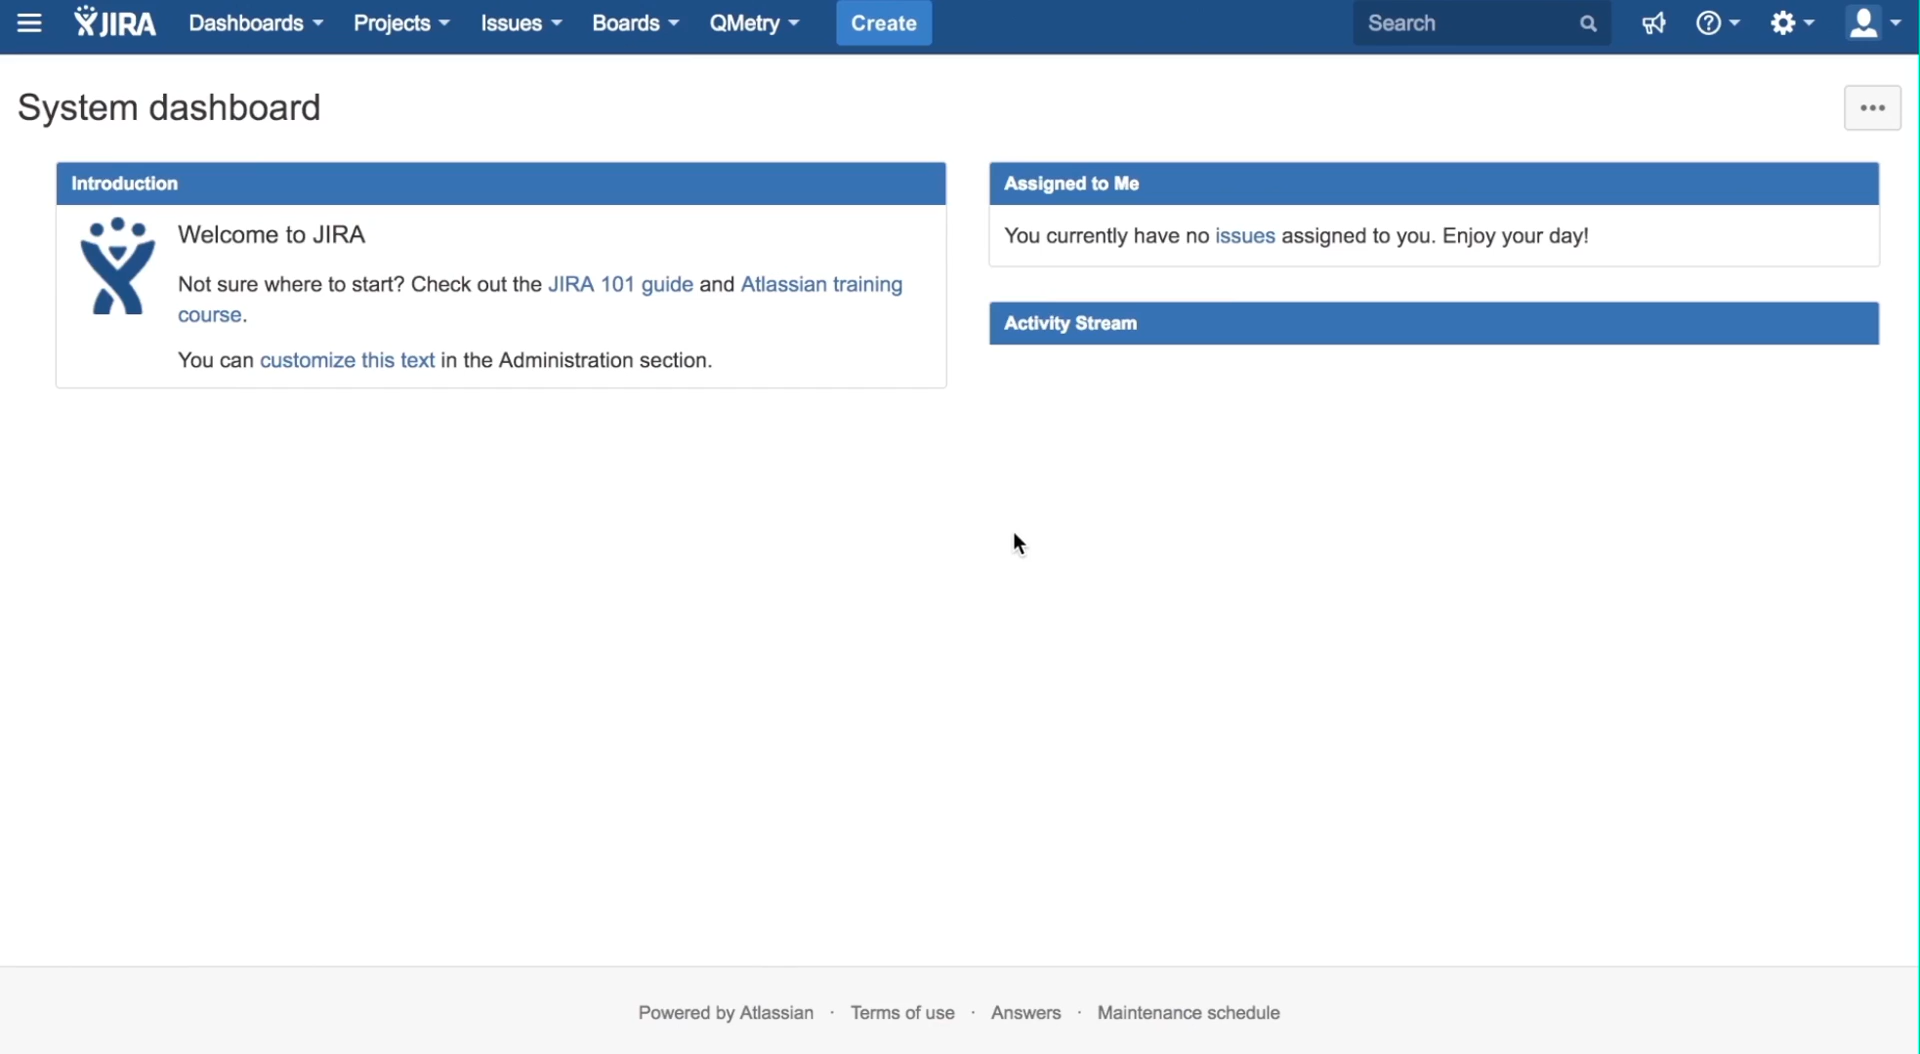 JIRA Dashboards Projects Issues Boards QMetry Create Search
System dashboard
Introduction
Welcome to JIRA
Not sure where to start? Check out the JIRA 101 guide and Atlassian training
course.
You can customize this text in the Administration section.
Assigned to Me
You currently have no issues assigned to you. Enjoy your day!
Activity Stream
Powered by Atlassian · Terms of use · Answers · Maintenance schedule